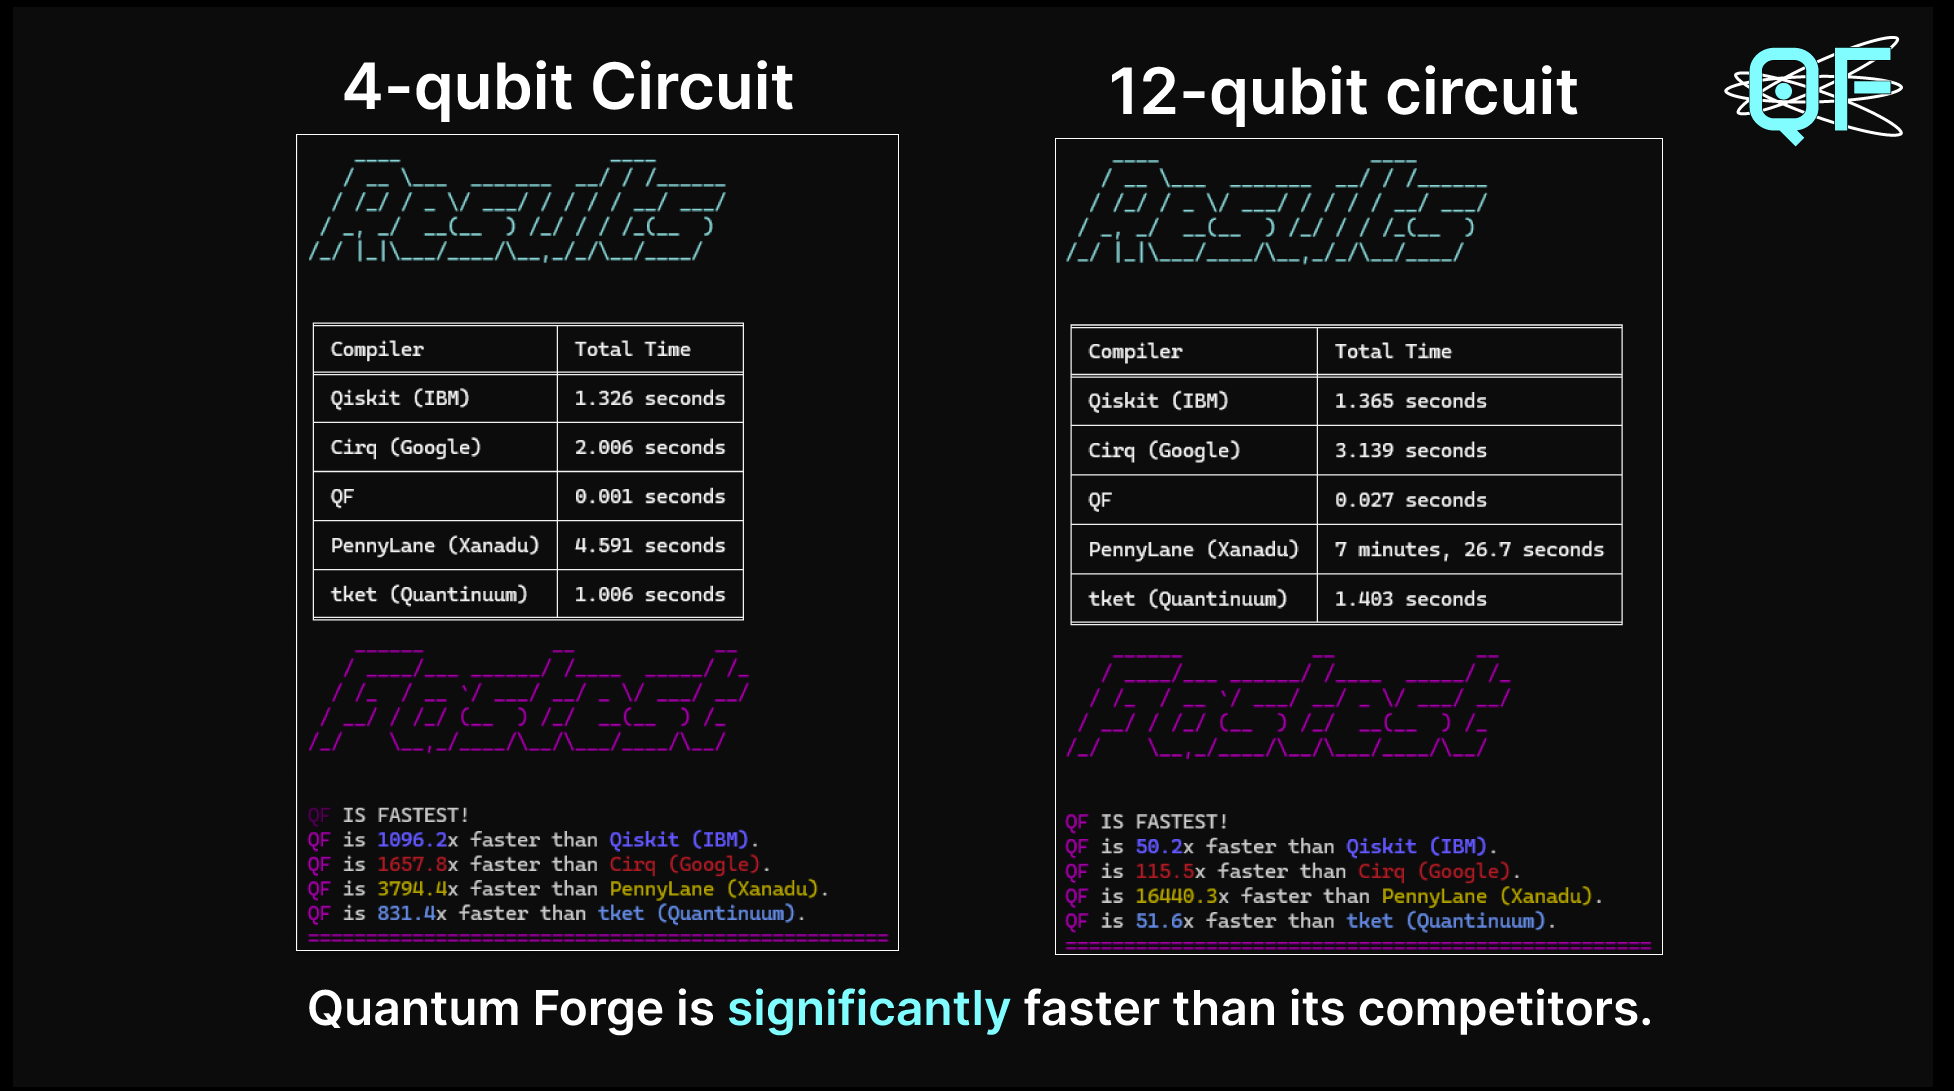 4-qubit Circuit
Results
Compiler Total Time
Qiskit (IBM) 1.326 seconds
Cirq (Google) 2.006 seconds
QF 0.001 seconds
PennyLane (Xanadu) 4.591 seconds
tket (Quantinuum) 1.006 seconds
Fastest
QF IS FASTEST!
QF is 1096.2x faster than Qiskit (IBM).
QF is 1657.8x faster than Cirq (Google).
QF is 3794.4x faster than PennyLane (Xanadu).
QF is 831.4x faster than tket (Quantinuum).
==================================================
12-qubit circuit
Results
Compiler Total Time
Qiskit (IBM) 1.365 seconds
Cirq (Google) 3.139 seconds
QF 0.027 seconds
PennyLane (Xanadu) 7 minutes, 26.7 seconds
tket (Quantinuum) 1.403 seconds
Fastest
QF IS FASTEST!
QF is 50.2x faster than Qiskit (IBM).
QF is 115.5x faster than Cirq (Google).
QF is 16440.3x faster than PennyLane (Xanadu).
QF is 51.6x faster than tket (Quantinuum).
==================================================
QF
Quantum Forge is significantly faster than its competitors.